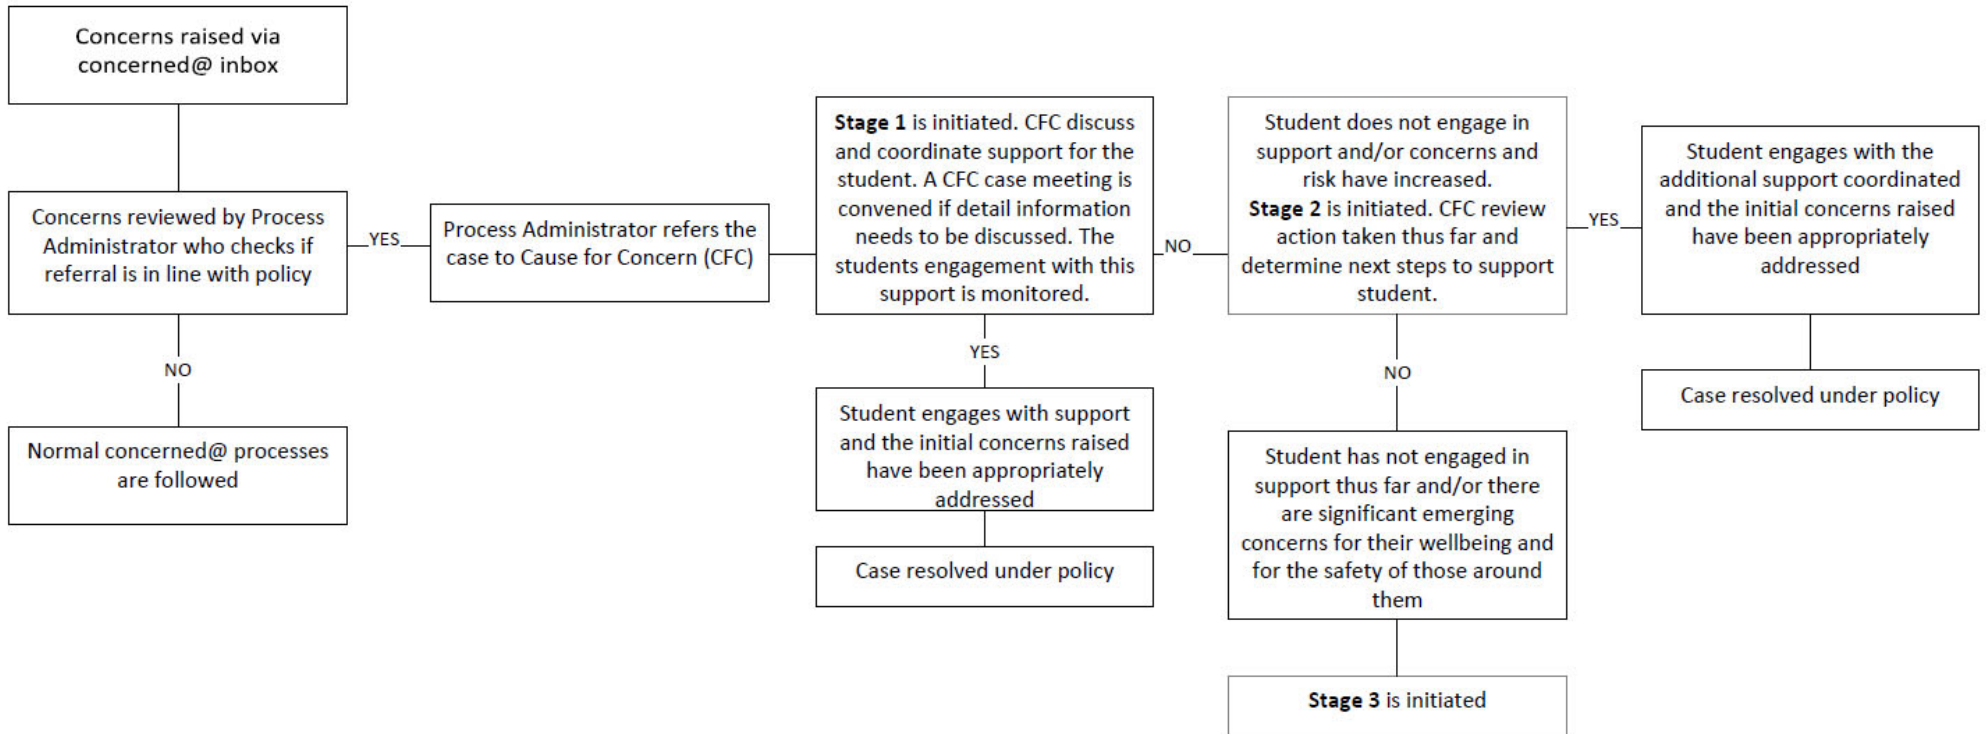 Concerns raised via
concerned@ inbox
Concerns reviewed by Process
Administrator who checks if
referral is in line with policy
YES
NO
Normal concerned@ processes
are followed
Process Administrator refers the
case to Cause for Concern (CFC)
Stage 1 is initiated. CFC discuss
and coordinate support for the
student. A CFC case meeting is
convened if detail information
needs to be discussed. The
students engagement with this
support is monitored.
NO
YES
Student engages with support
and the initial concerns raised
have been appropriately
addressed
Case resolved under policy
Student does not engage in
support and/or concerns and
risk have increased.
Stage 2 is initiated. CFC review
action taken thus far and
determine next steps to support
student.
YES
NO
Student has not engaged in
support thus far and/or there
are significant emerging
concerns for their wellbeing and
for the safety of those around
them
Stage 3 is initiated
Student engages with the
additional support coordinated
and the initial concerns raised
have been appropriately
addressed
Case resolved under policy